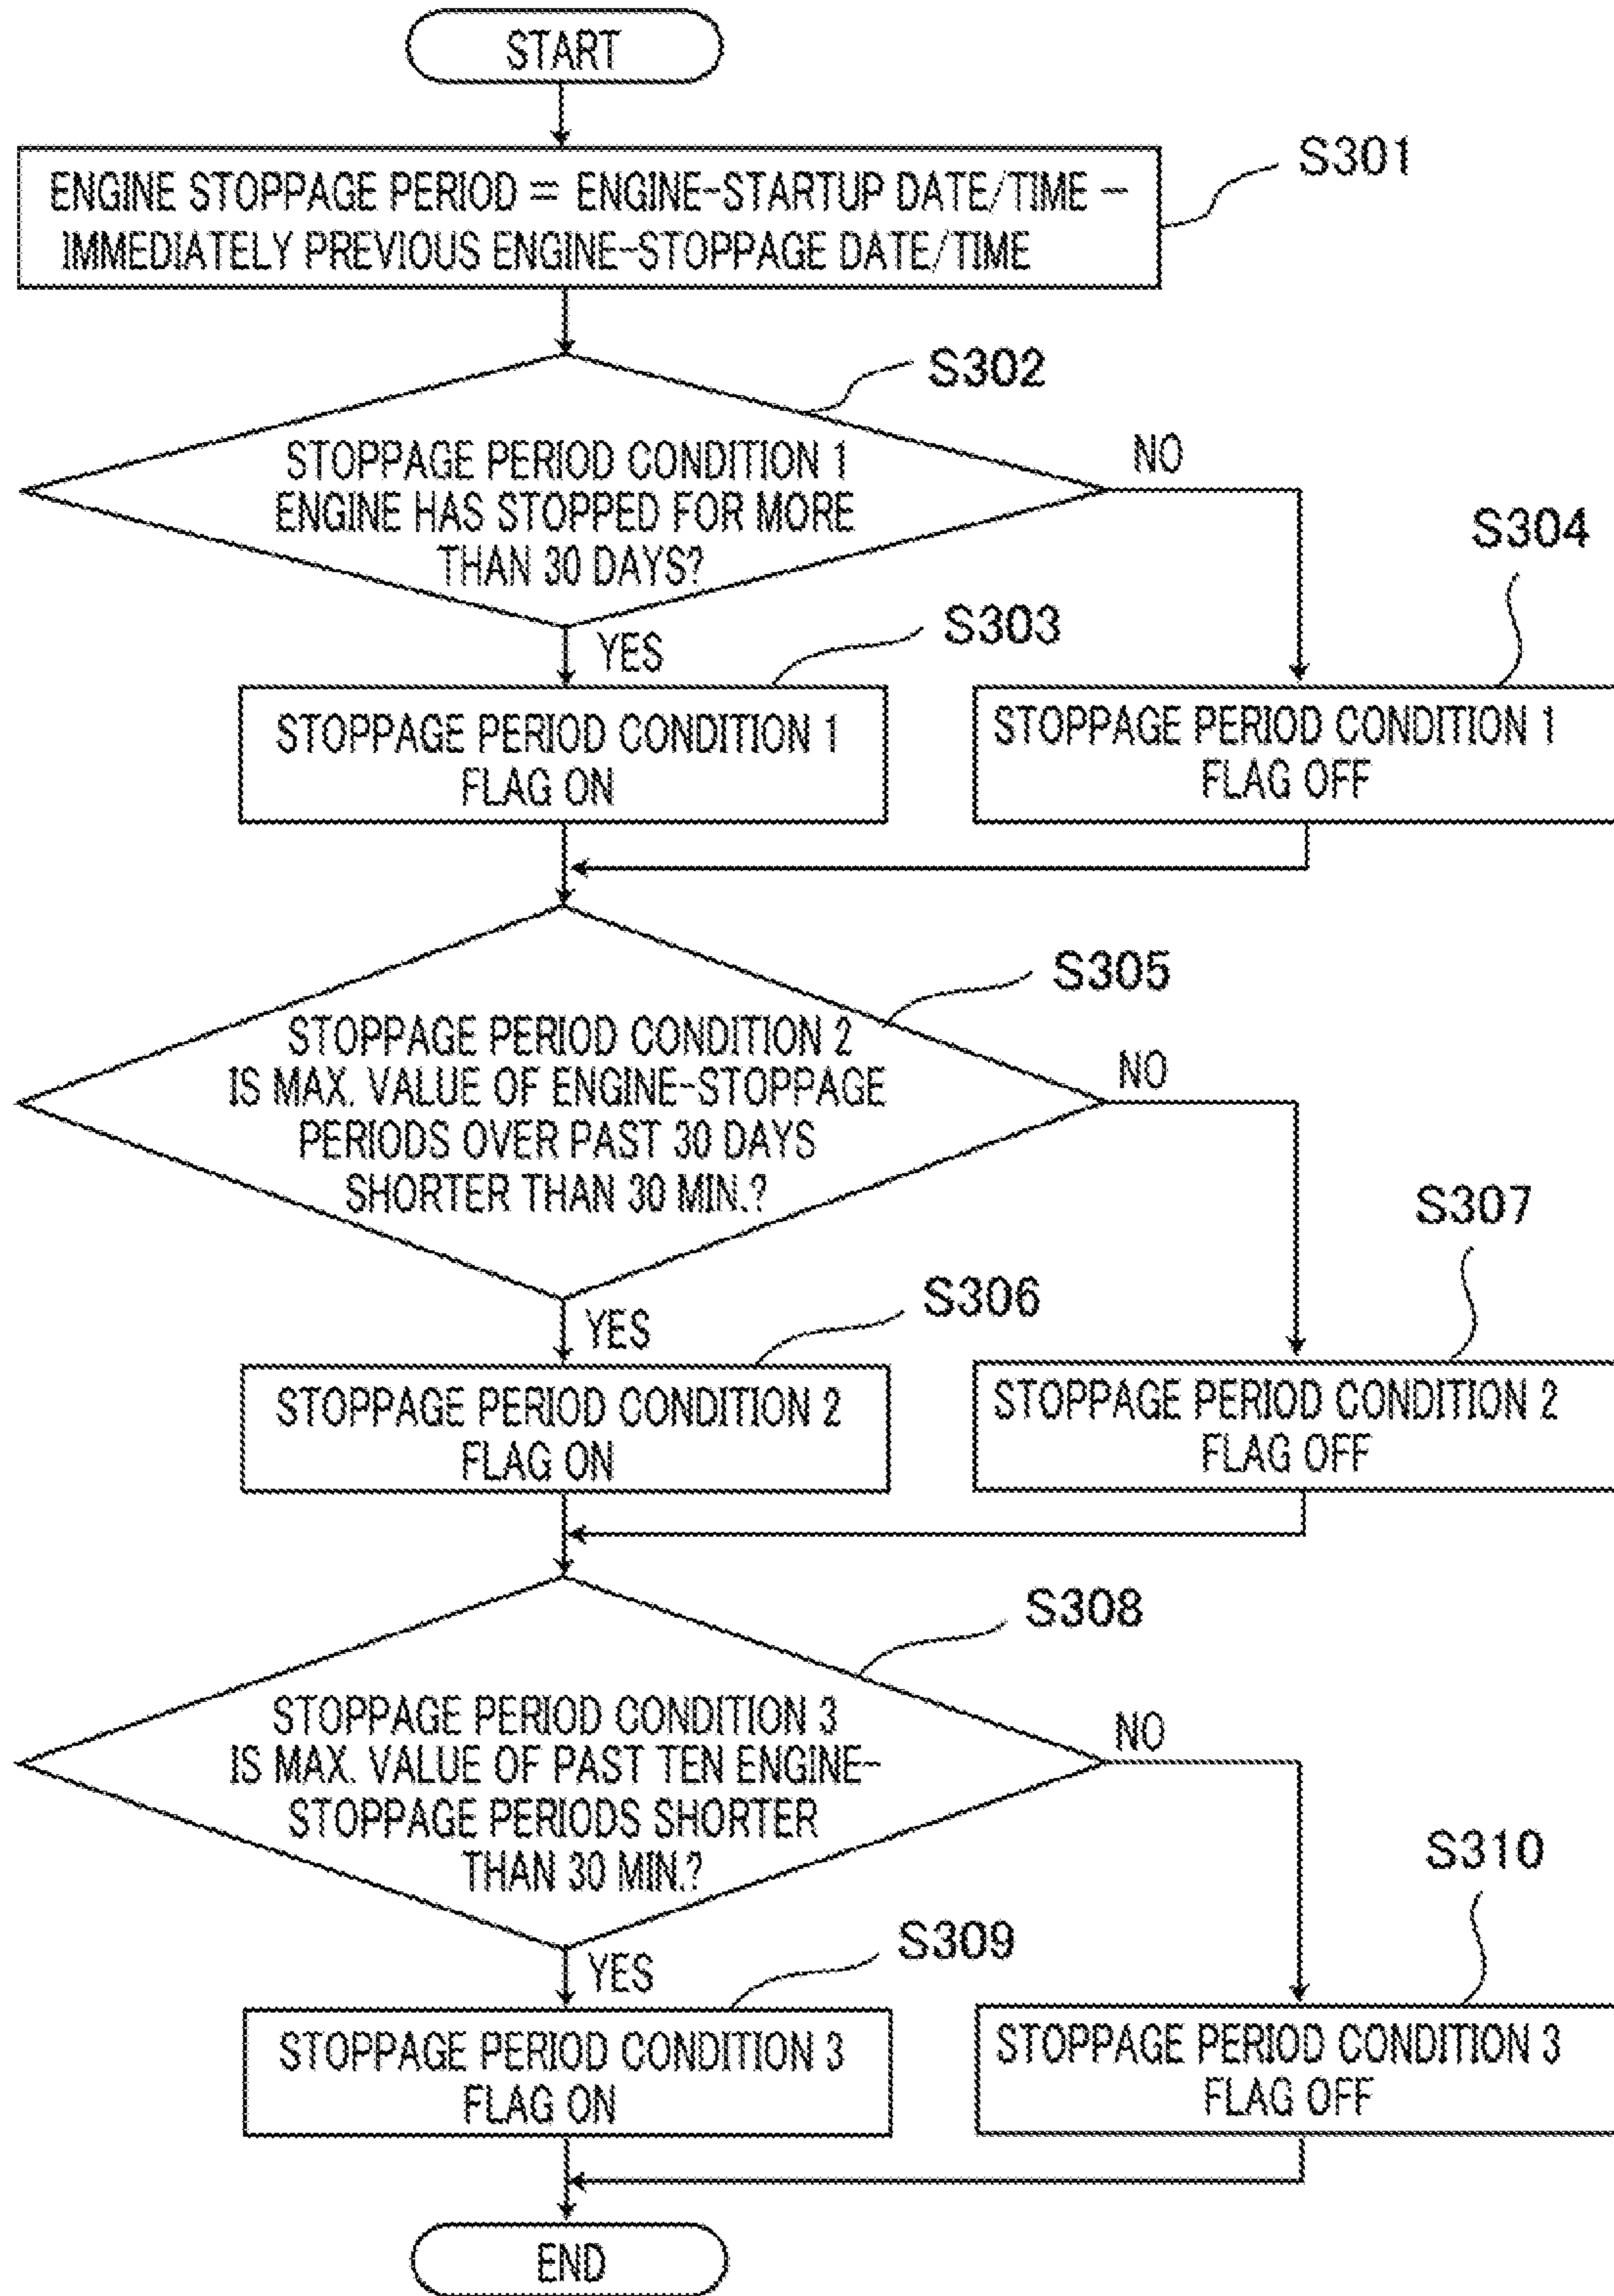 START
S301
ENGINE STOPPAGE PERIOD = ENGINE-STARTUP DATE/TIME -
IMMEDIATELY PREVIOUS ENGINE-STOPPAGE DATE/TIME
S302
STOPPAGE PERIOD CONDITION 1
ENGINE HAS STOPPED FOR MORE
THAN 30 DAYS?
NO
S304
YES
S303
STOPPAGE PERIOD CONDITION 1
FLAG ON
STOPPAGE PERIOD CONDITION 1
FLAG OFF
S305
STOPPAGE PERIOD CONDITION 2
IS MAX. VALUE OF ENGINE-STOPPAGE
PERIODS OVER PAST 30 DAYS
SHORTER THAN 30 MIN.?
NO
S307
YES
S306
STOPPAGE PERIOD CONDITION 2
FLAG ON
STOPPAGE PERIOD CONDITION 2
FLAG OFF
S308
STOPPAGE PERIOD CONDITION 3
IS MAX. VALUE OF PAST TEN ENGINE-
STOPPAGE PERIODS SHORTER
THAN 30 MIN.?
NO
S310
YES
S309
STOPPAGE PERIOD CONDITION 3
FLAG ON
STOPPAGE PERIOD CONDITION 3
FLAG OFF
END